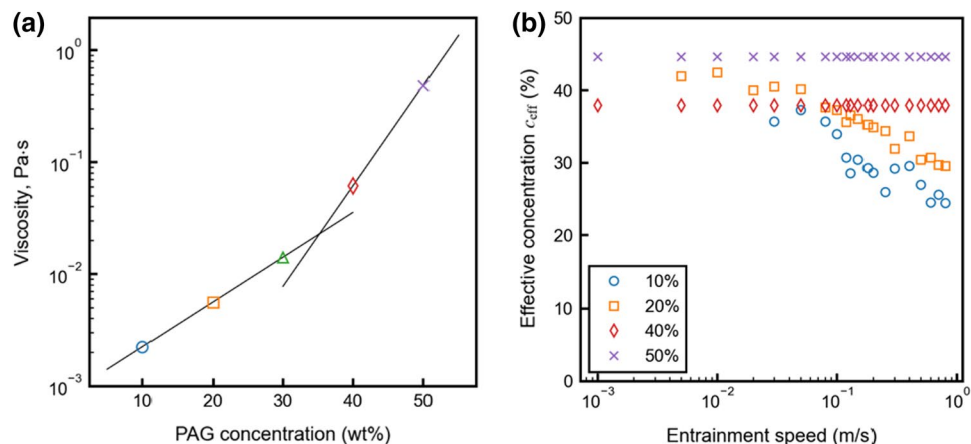 (a)
Viscosity, Pa·s
10⁰
10⁻¹
10⁻²
10⁻³
10 20 30 40 50
PAG concentration (wt%)
(b)
Effective concentration c_eff (%)
50
40
30
20
10
0
10%
20%
40%
50%
10⁻³ 10⁻² 10⁻¹ 10⁰
Entrainment speed (m/s)